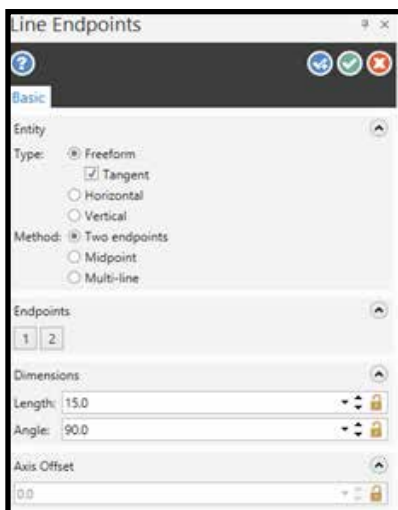 Line Endpoints
Basic
Entity
Type: Freeform
Tangent
Horizontal
Vertical
Method: Two endpoints
Midpoint
Multi-line
Endpoints
1 2
Dimensions
Length: 15.0
Angle: 90.0
Axis Offset
0.0